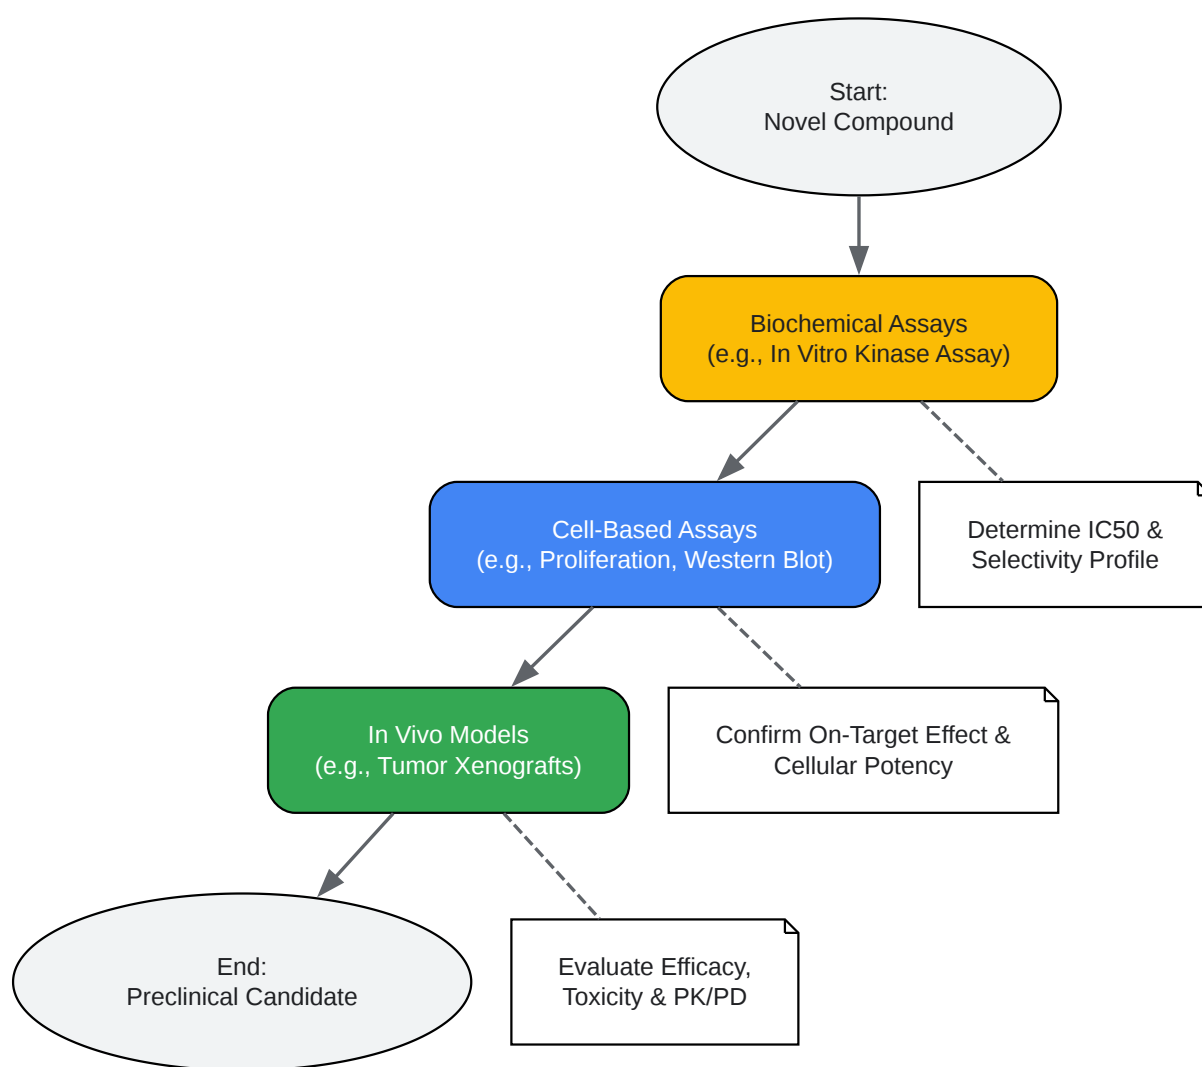 Start:
Novel Compound
Biochemical Assays
(e.g., In Vitro Kinase Assay)
Cell-Based Assays
(e.g., Proliferation, Western Blot)
Determine IC50 &
Selectivity Profile
In Vivo Models
(e.g., Tumor Xenografts)
Confirm On-Target Effect &
Cellular Potency
End:
Preclinical Candidate
Evaluate Efficacy,
Toxicity & PK/PD